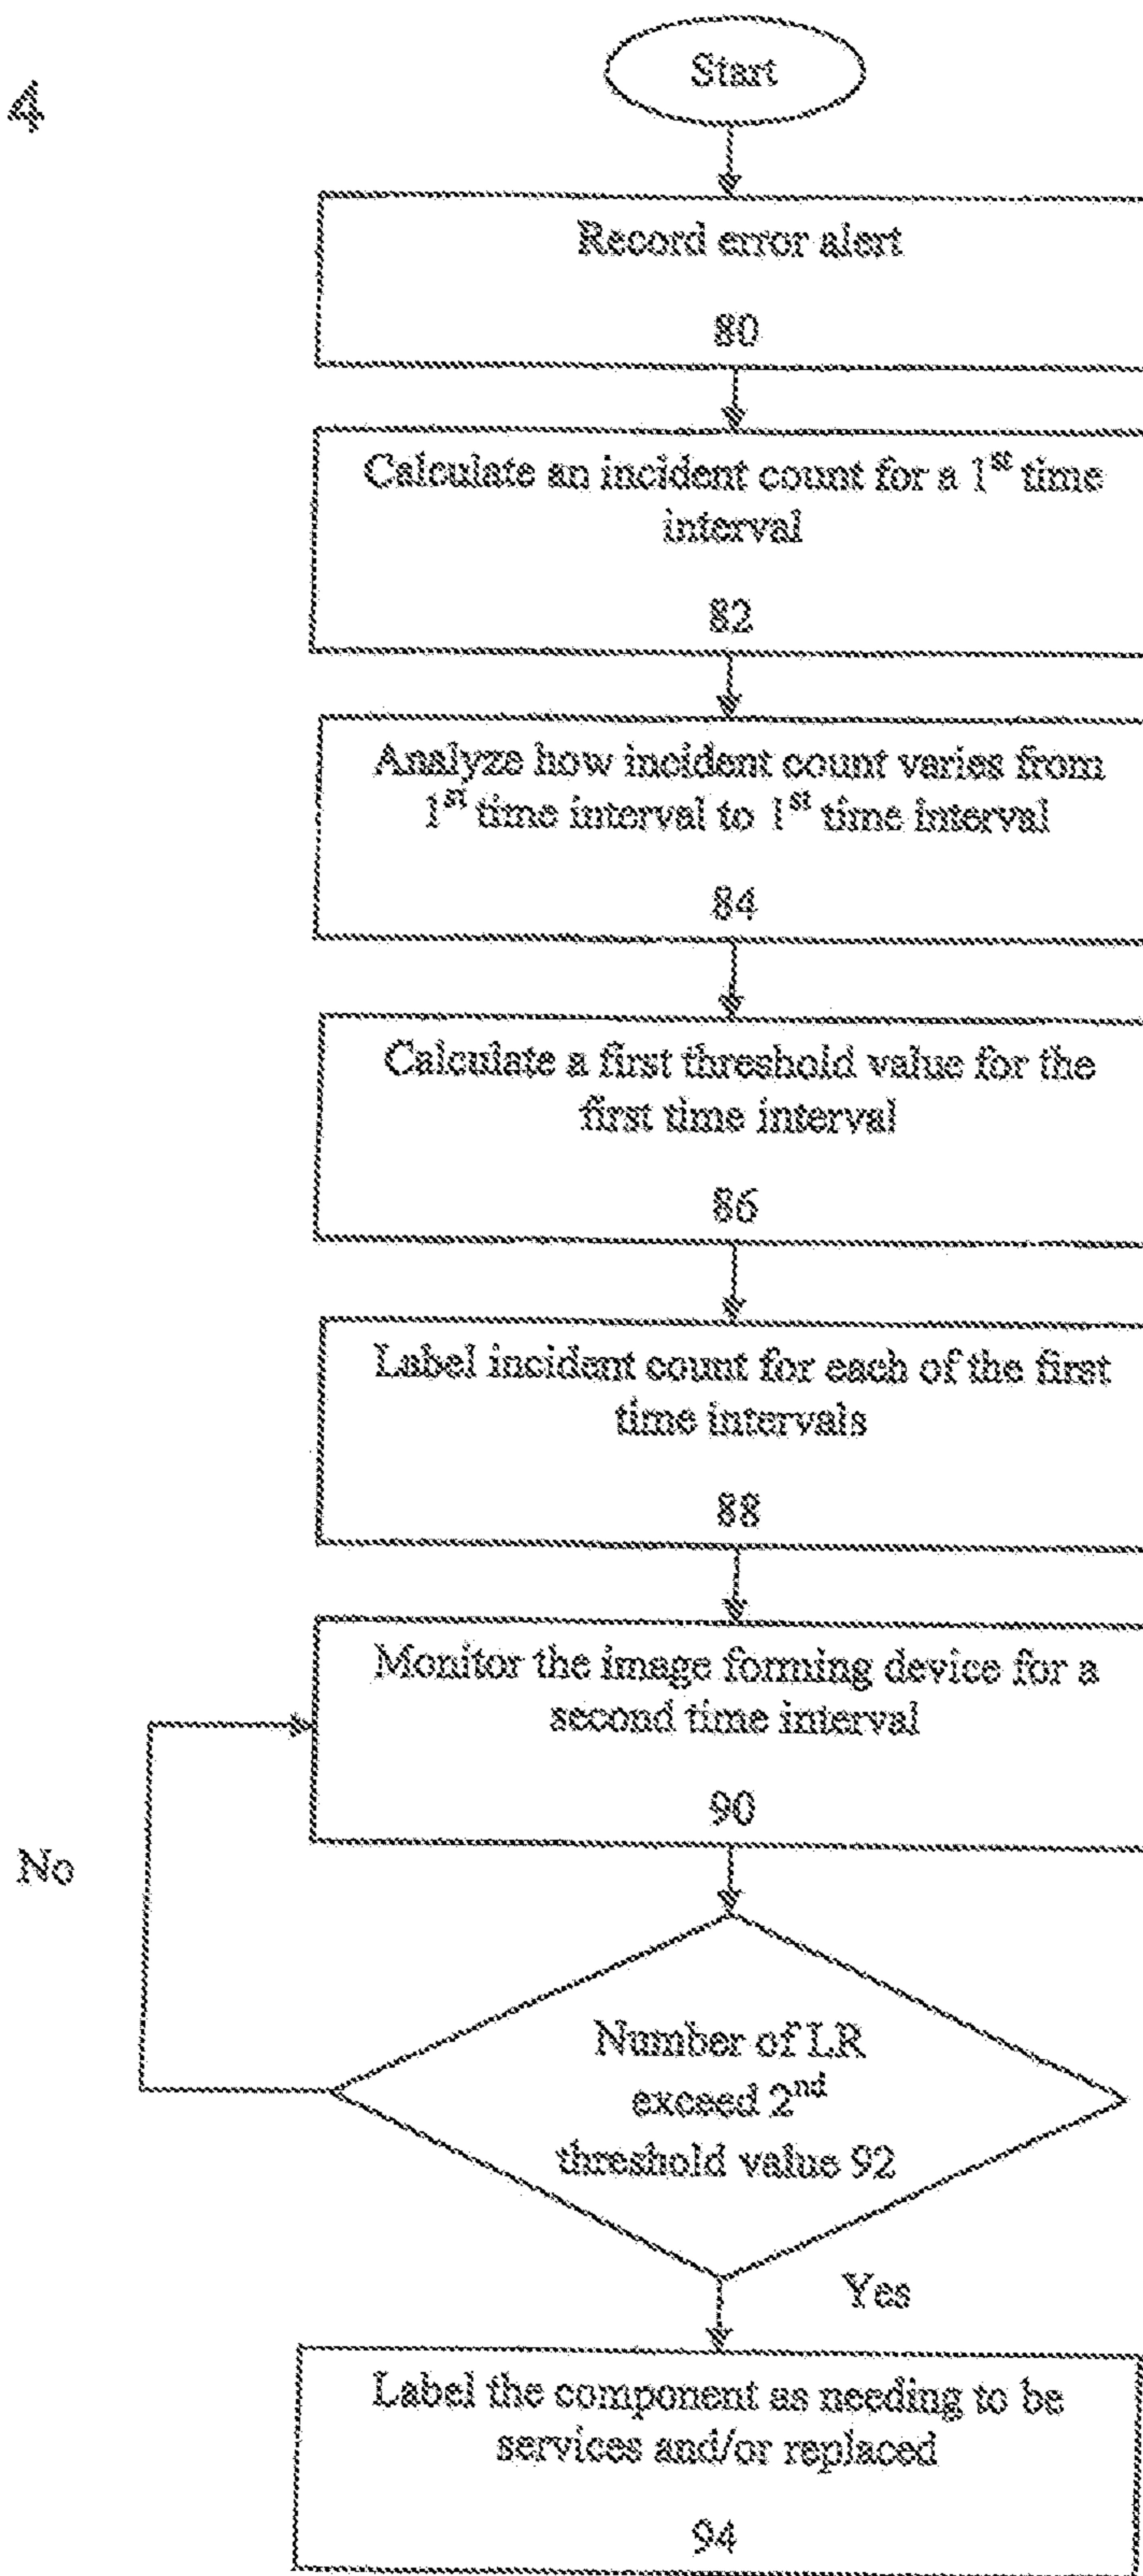 4
Start
Record error alert
80
Calculate an incident count for a 1st time
interval
82
Analyze how incident count varies from
1st time interval to 1st time interval
84
Calculate a first threshold value for the
first time interval
86
Label incident count for each of the first
time intervals
88
Monitor the image forming device for a
second time interval
90
No
Number of LR
exceed 2nd
threshold value 92
Yes
Label the component as needing to be
services and/or replaced
94